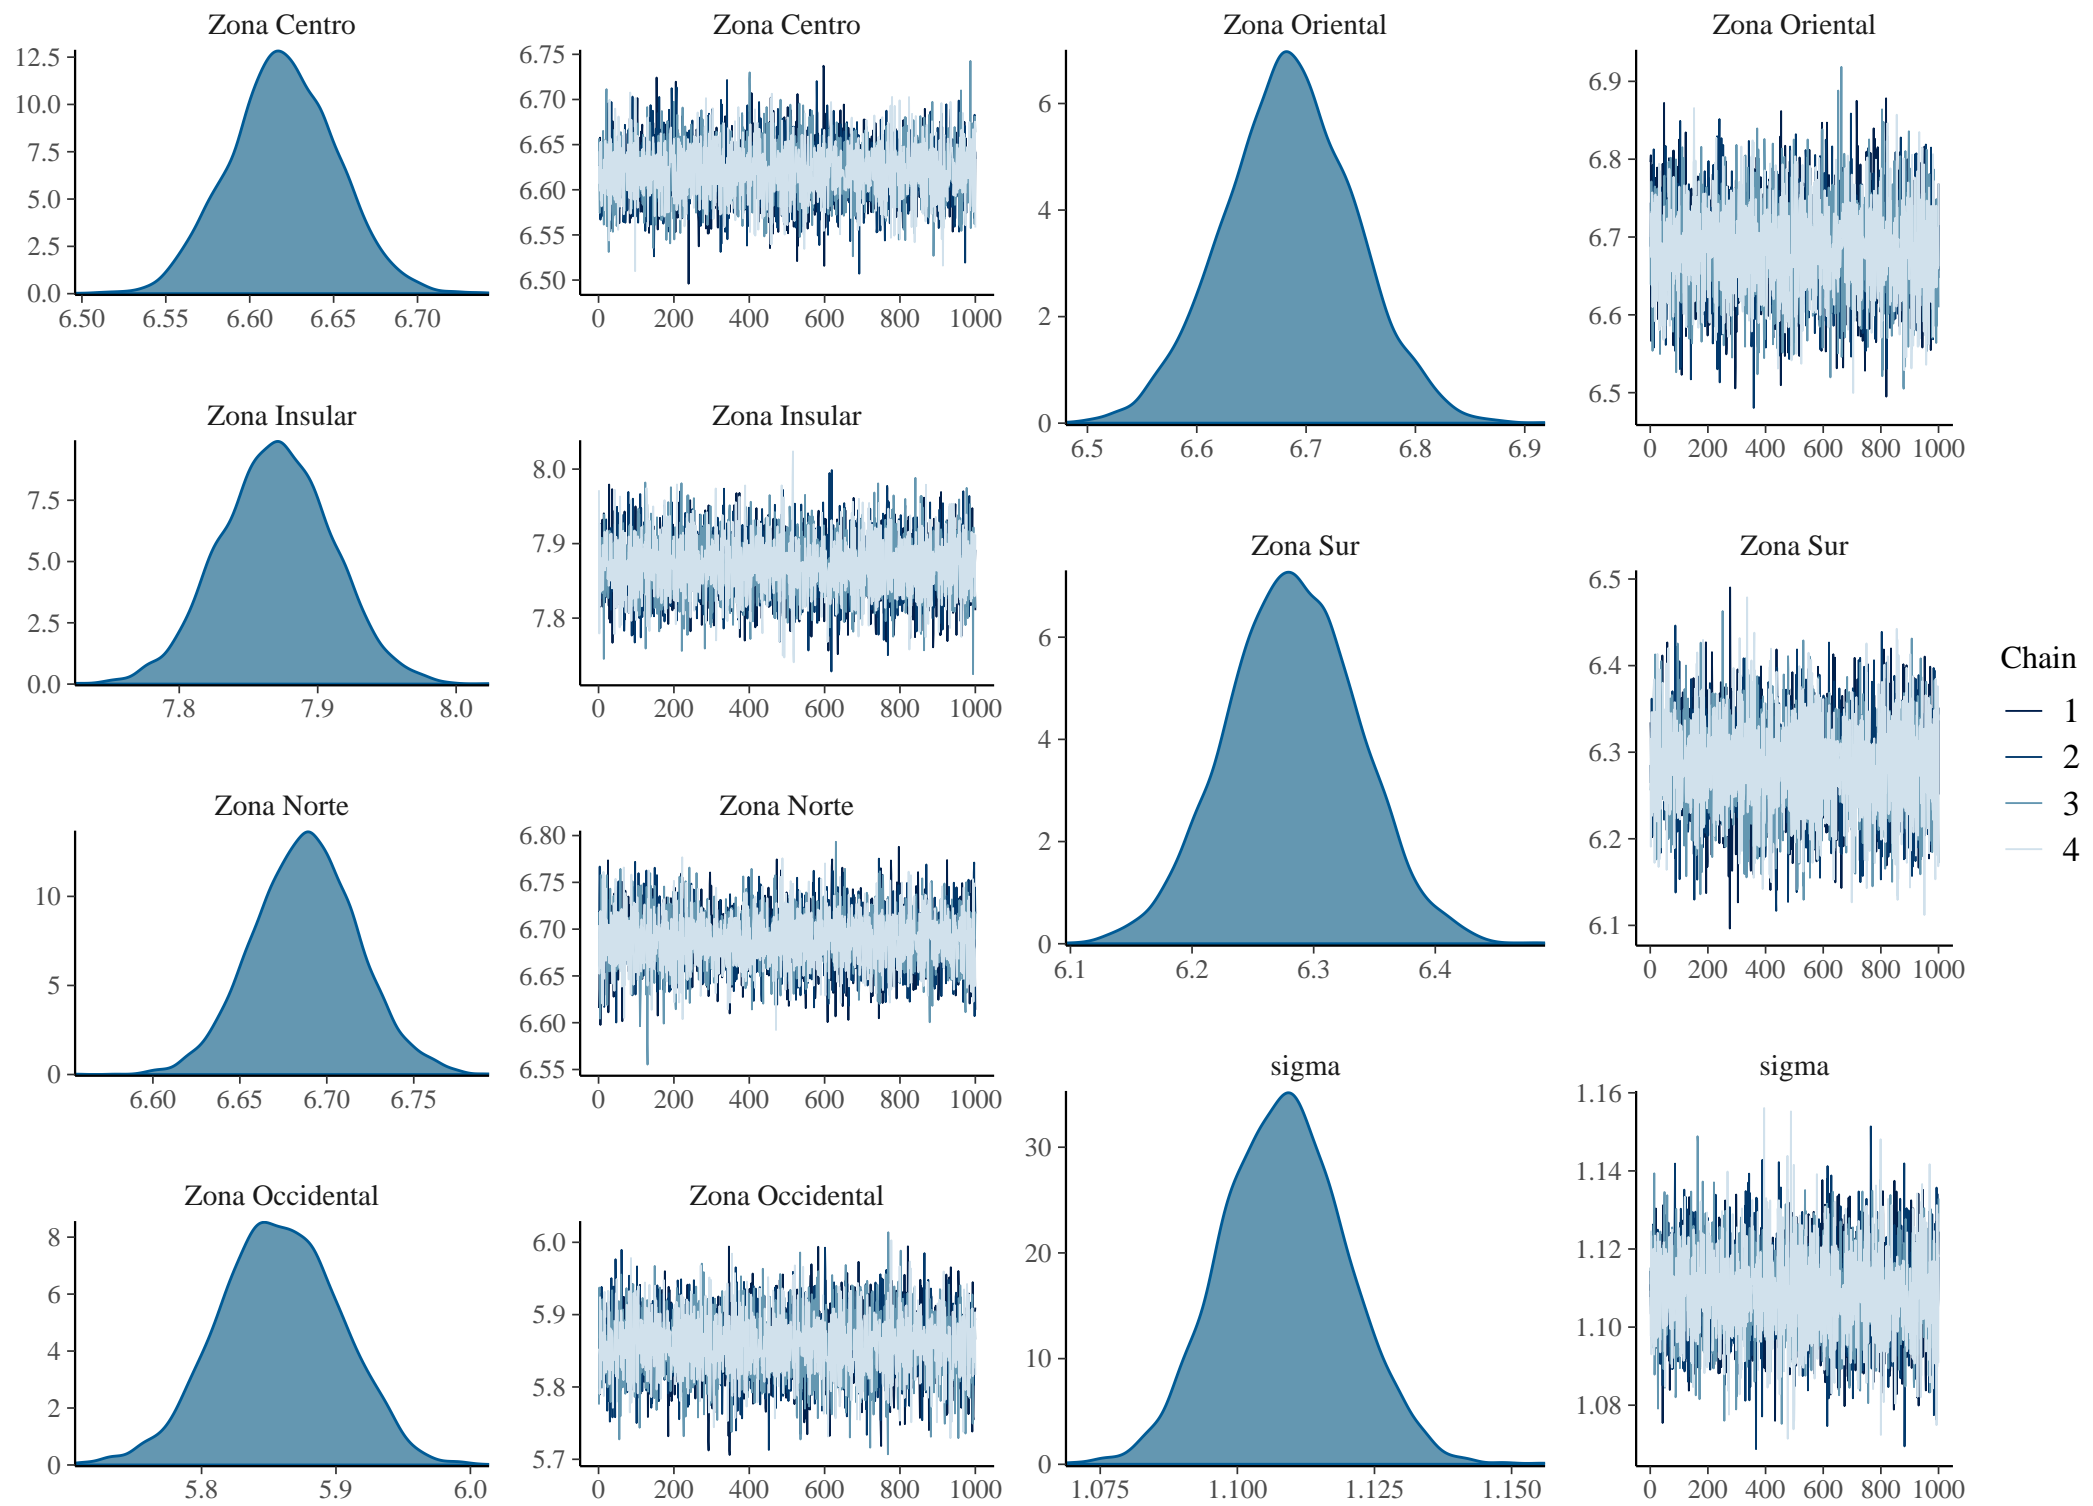 Zona Centro
12.5
10.0
7.5
5.0
2.5
0.0
6.50 6.55 6.60 6.65 6.70
Zona Centro
6.75
6.70
6.65
6.60
6.55
6.50
0 200 400 600 800 1000
Zona Insular
7.5
5.0
2.5
0.0
7.8 7.9 8.0
Zona Insular
8.0
7.9
7.8
0 200 400 600 800 1000
Zona Norte
10
5
0
6.60 6.65 6.70 6.75
Zona Norte
6.80
6.75
6.70
6.65
6.60
6.55
0 200 400 600 800 1000
Zona Occidental
8
6
4
2
0
5.8 5.9 6.0
Zona Occidental
6.0
5.9
5.8
5.7
0 200 400 600 800 1000
Zona Oriental
6
4
2
0
6.5 6.6 6.7 6.8 6.9
Zona Oriental
6.9
6.8
6.7
6.6
6.5
0 200 400 600 800 1000
Zona Sur
6
4
2
0
6.1 6.2 6.3 6.4
Zona Sur
6.5
6.4
6.3
6.2
6.1
0 200 400 600 800 1000
sigma
30
20
10
0
1.075 1.100 1.125 1.150
sigma
1.16
1.14
1.12
1.10
1.08
0 200 400 600 800 1000
Chain
1
2
3
4